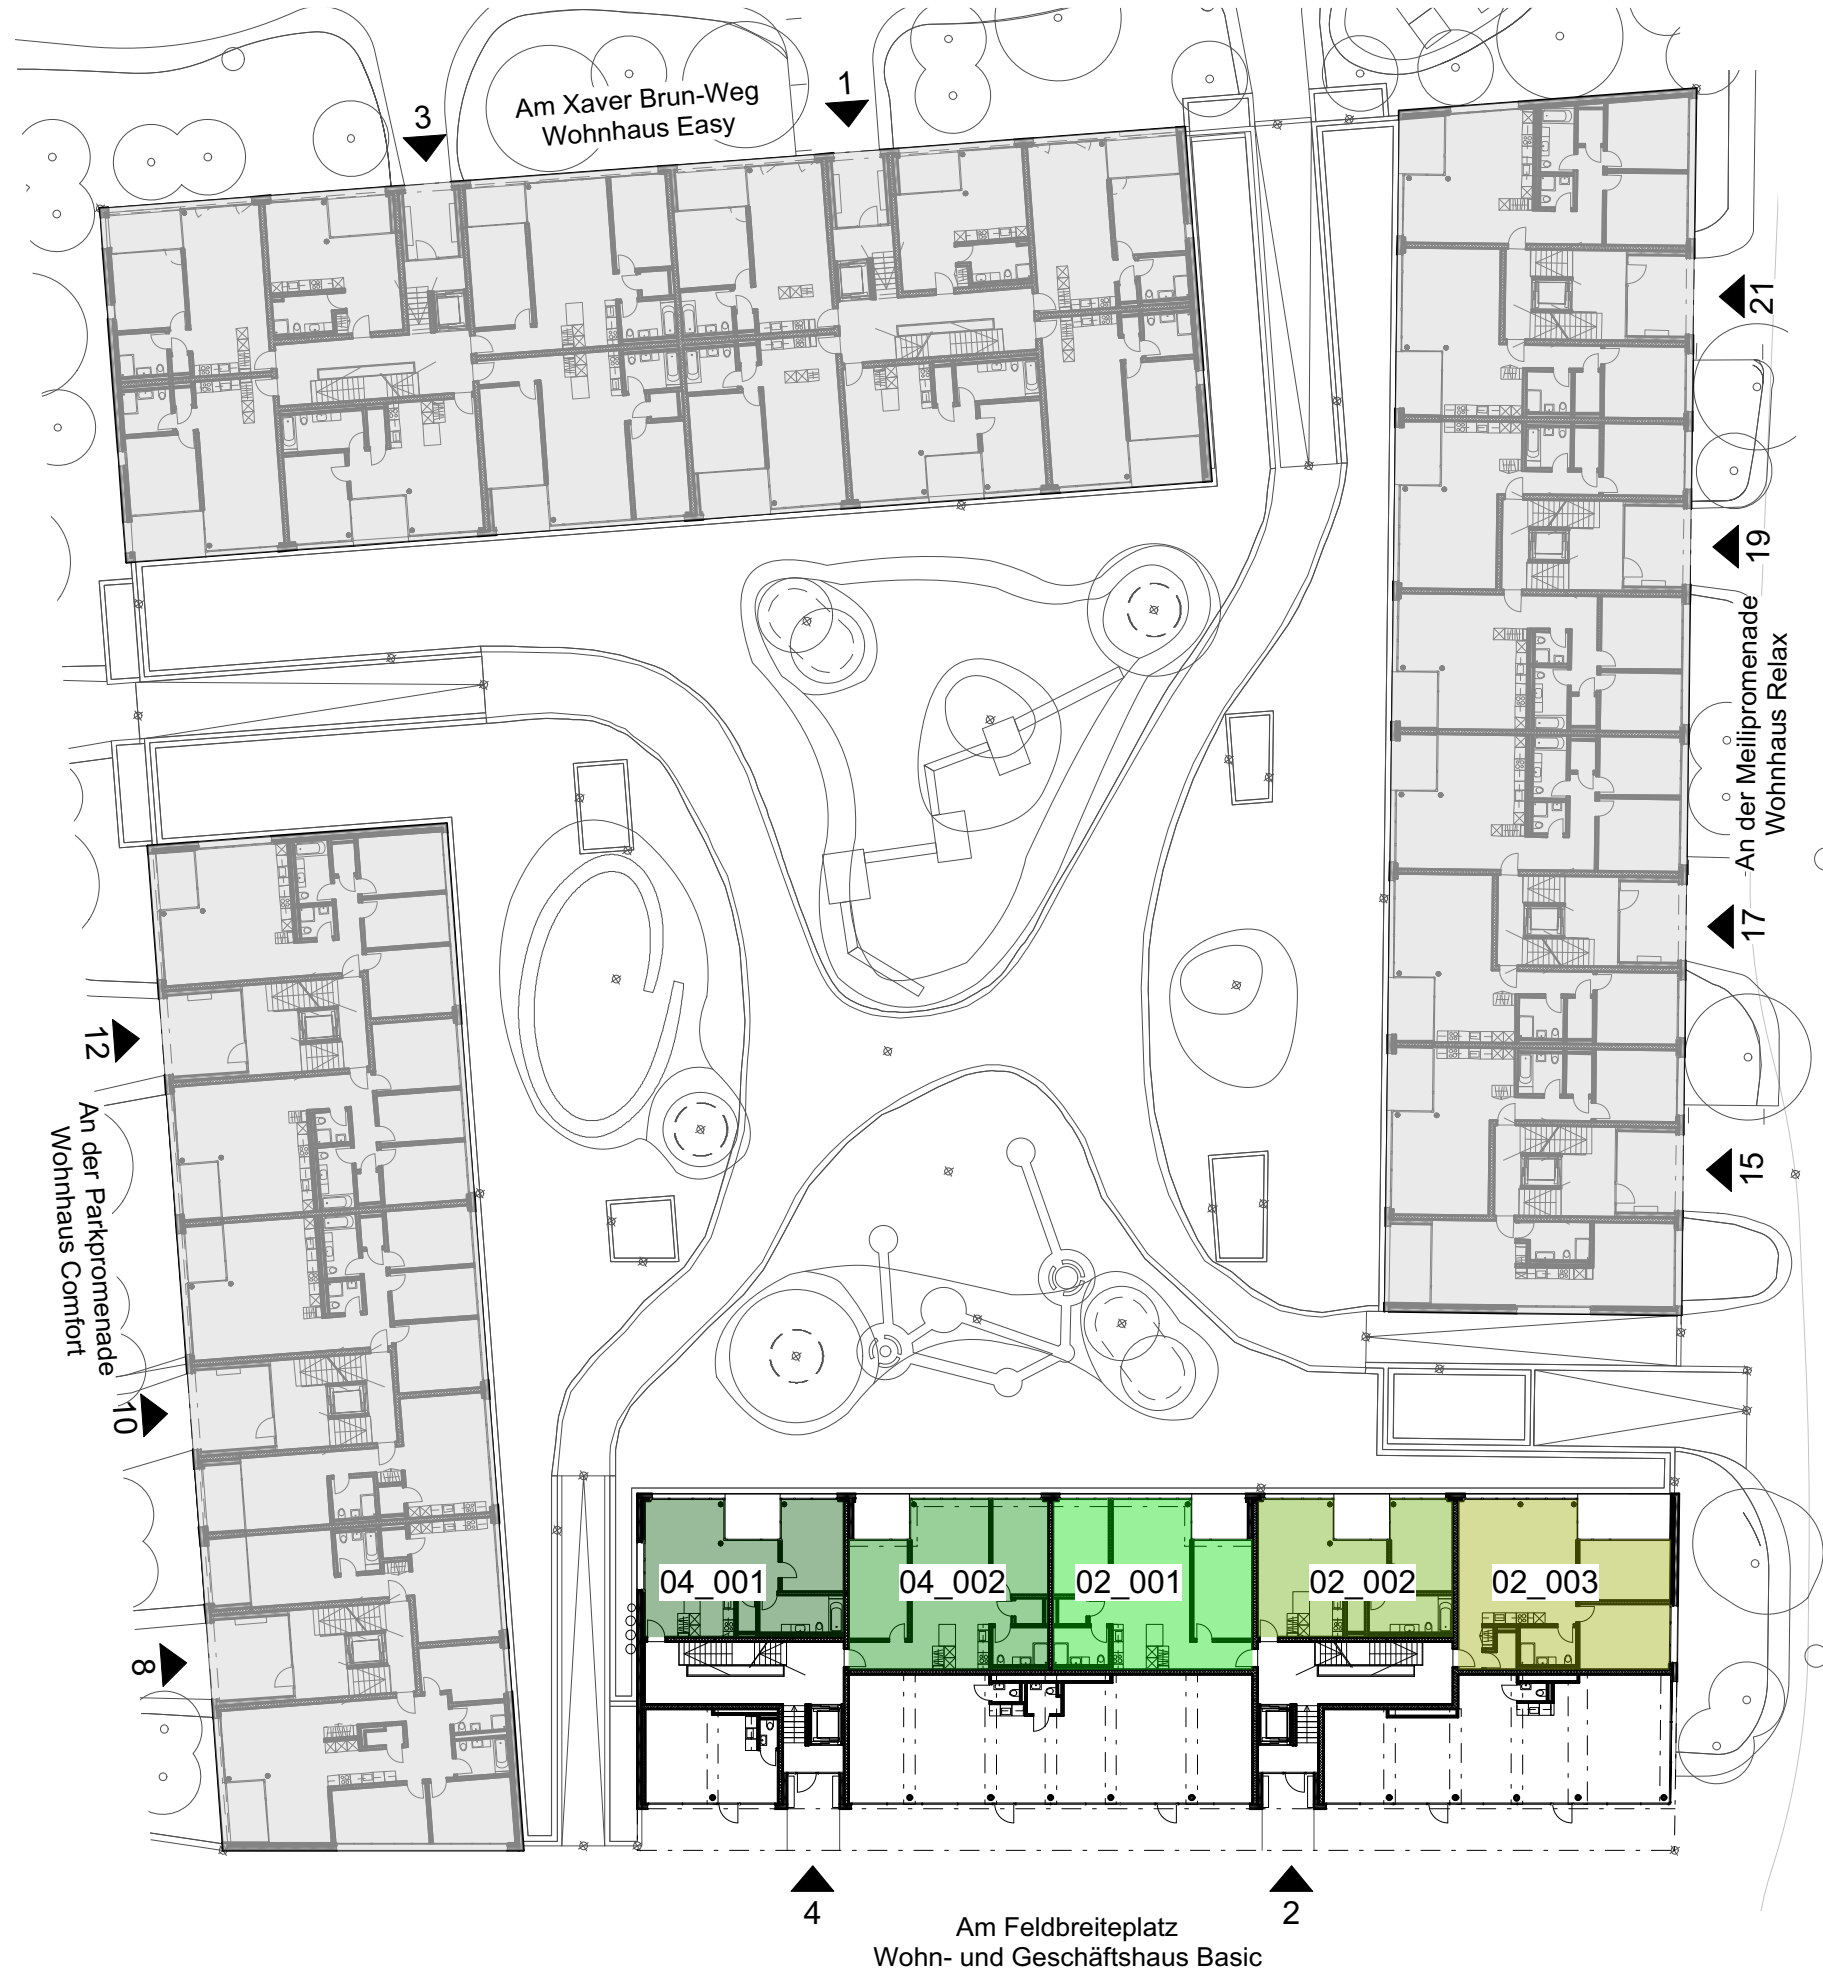 Am Xaver Brun-Weg
Wohnhaus Easy
3
1
21
19
An der Meilipromenade
Wohnhaus Relax
17
15
12
An der Parkpromenade
Wohnhaus Comfort
10
8
04_001
04_002
02_001
02_002
02_003
4
2
Am Feldbreiteplatz
Wohn- und Geschäftshaus Basic